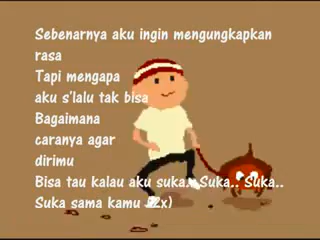 Sebenarnya aku ingin mengungkapkan
rasa
Tapi mengapa
aku s'lalu tak bisa
Bagaimana
caranya agar
dirimu
Bisa tau kalau aku suka.. Suka.. Suka..
Suka sama kamu (2x)